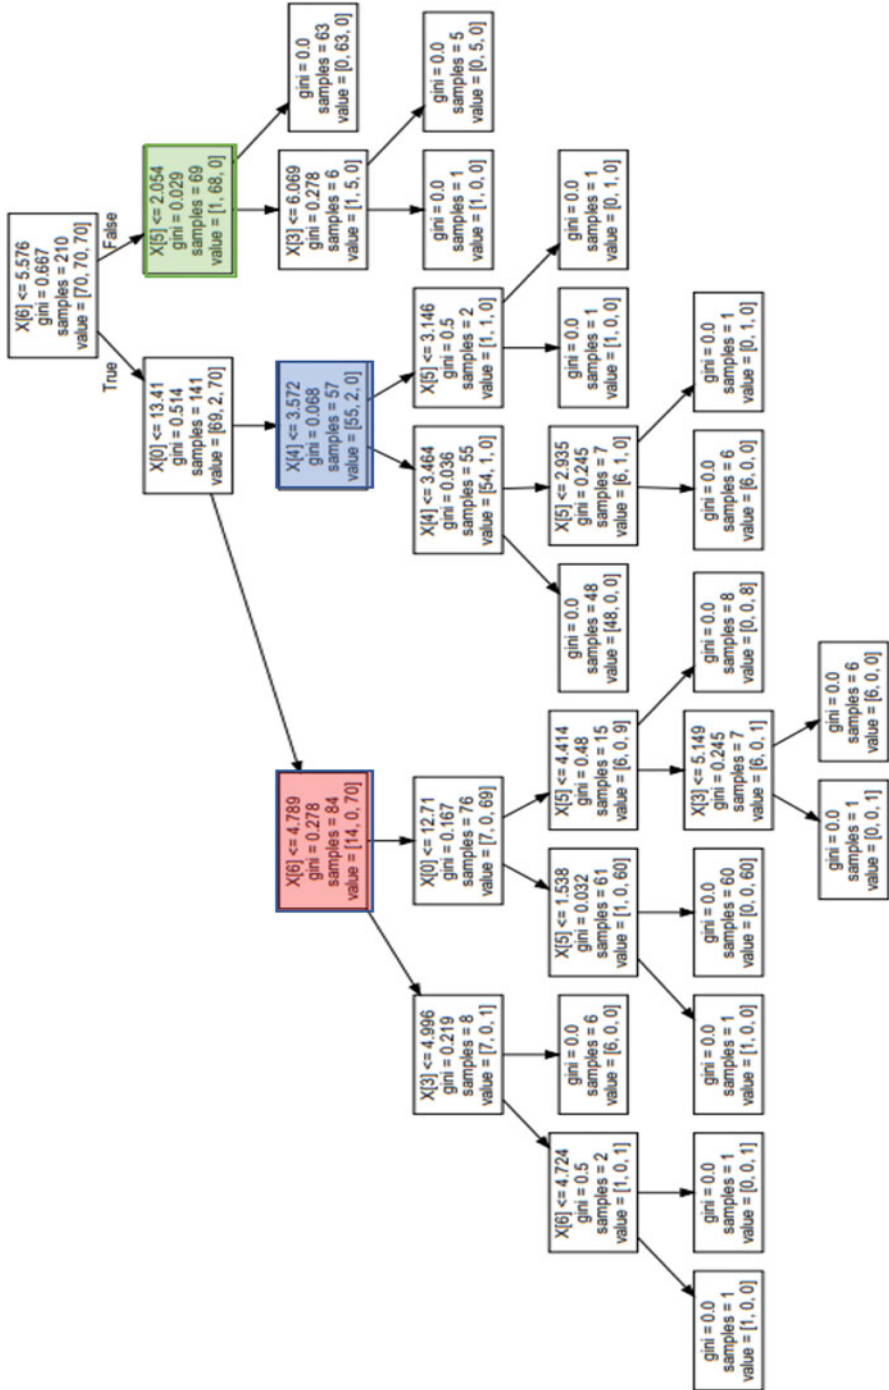 X[6] <= 5.576
gini = 0.667
samples = 210
value = [70, 70, 70]
True
False
X[0] <= 13.41
gini = 0.514
samples = 141
value = [69, 2, 70]
X[5] <= 2.054
gini = 0.029
samples = 69
value = [1, 68, 0]
X[6] <= 4.789
gini = 0.278
samples = 84
value = [14, 0, 70]
X[4] <= 3.572
gini = 0.068
samples = 57
value = [55, 2, 0]
X[3] <= 6.069
gini = 0.278
samples = 6
value = [1, 5, 0]
gini = 0.0
samples = 63
value = [0, 63, 0]
X[3] <= 4.996
gini = 0.219
samples = 8
value = [7, 0, 1]
X[0] <= 12.71
gini = 0.167
samples = 76
value = [7, 0, 69]
X[4] <= 3.464
gini = 0.036
samples = 55
value = [54, 1, 0]
X[5] <= 3.146
gini = 0.5
samples = 2
value = [1, 1, 0]
gini = 0.0
samples = 1
value = [1, 0, 0]
gini = 0.0
samples = 5
value = [0, 5, 0]
X[6] <= 4.724
gini = 0.5
samples = 2
value = [1, 0, 1]
gini = 0.0
samples = 6
value = [6, 0, 0]
X[5] <= 1.538
gini = 0.032
samples = 61
value = [1, 0, 60]
X[5] <= 4.414
gini = 0.48
samples = 15
value = [6, 0, 9]
gini = 0.0
samples = 48
value = [48, 0, 0]
X[5] <= 2.935
gini = 0.245
samples = 7
value = [6, 1, 0]
gini = 0.0
samples = 1
value = [1, 0, 0]
gini = 0.0
samples = 1
value = [0, 1, 0]
gini = 0.0
samples = 1
value = [1, 0, 0]
gini = 0.0
samples = 1
value = [0, 0, 1]
gini = 0.0
samples = 1
value = [1, 0, 0]
gini = 0.0
samples = 60
value = [0, 0, 60]
X[3] <= 5.149
gini = 0.245
samples = 7
value = [6, 0, 1]
gini = 0.0
samples = 8
value = [0, 0, 8]
gini = 0.0
samples = 6
value = [6, 0, 0]
gini = 0.0
samples = 1
value = [0, 1, 0]
gini = 0.0
samples = 1
value = [0, 0, 1]
gini = 0.0
samples = 6
value = [6, 0, 0]